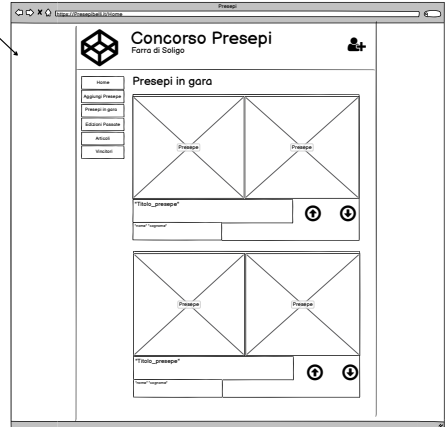 Presepi
https://Presepibelli.it/Home
Concorso Presepi
Farra di Soligo
Home
Aggiungi Presepe
Presepi in gara
Edizioni Passate
Articoli
Vincitori
Presepi in gara
Presepe
Presepe
"Titolo_presepe"
"nome" "cognome"
Presepe
Presepe
"Titolo_presepe"
"nome" "cognome"